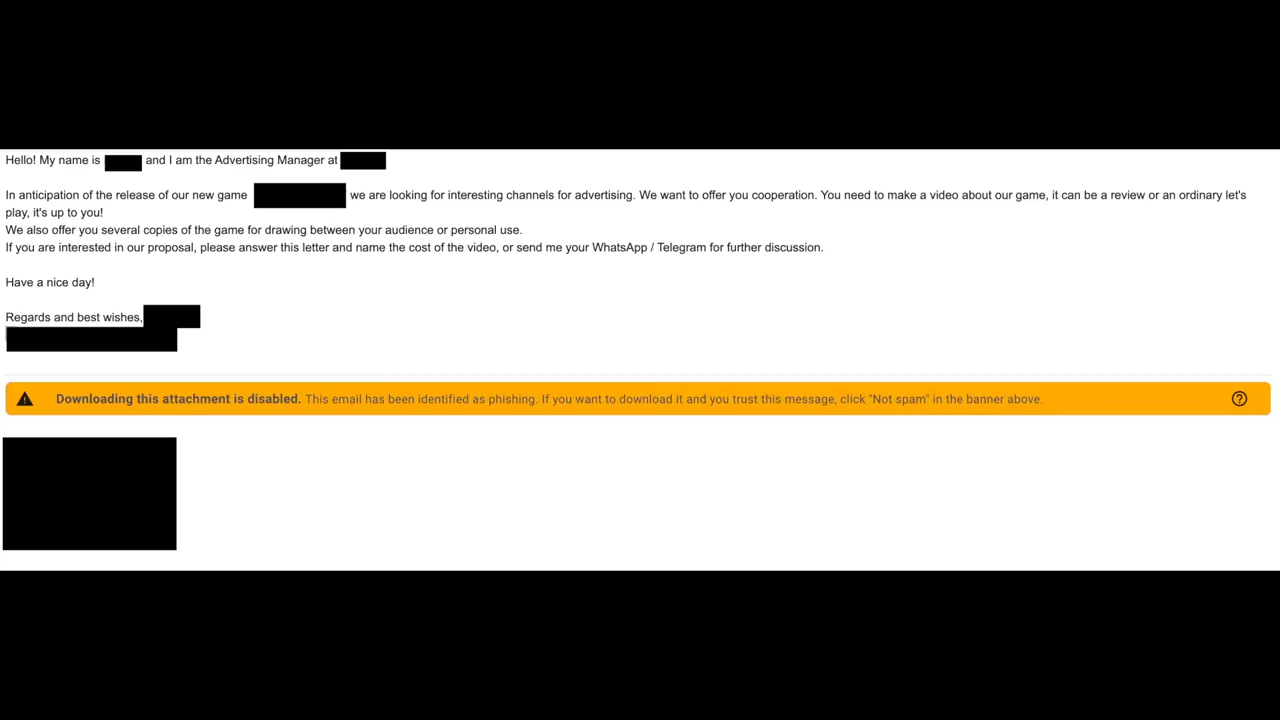 Hello! My name is and I am the Advertising Manager at
In anticipation of the release of our new game we are looking for interesting channels for advertising. We want to offer you cooperation. You need to make a video about our game, it can be a review or an ordinary let's
play, it's up to you!
We also offer you several copies of the game for drawing between your audience or personal use.
If you are interested in our proposal, please answer this letter and name the cost of the video, or send me your WhatsApp / Telegram for further discussion.
Have a nice day!
Regards and best wishes,
Downloading this attachment is disabled. This email has been identified as phishing. If you want to download it and you trust this message, click "Not spam" in the banner above.